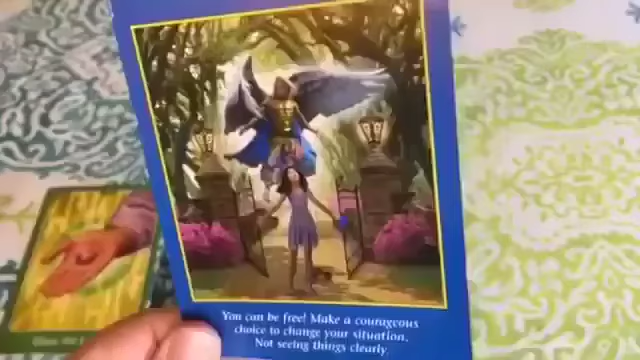 You can be free! Make a courageous
choice to change your situation.
Not seeing things clearly.